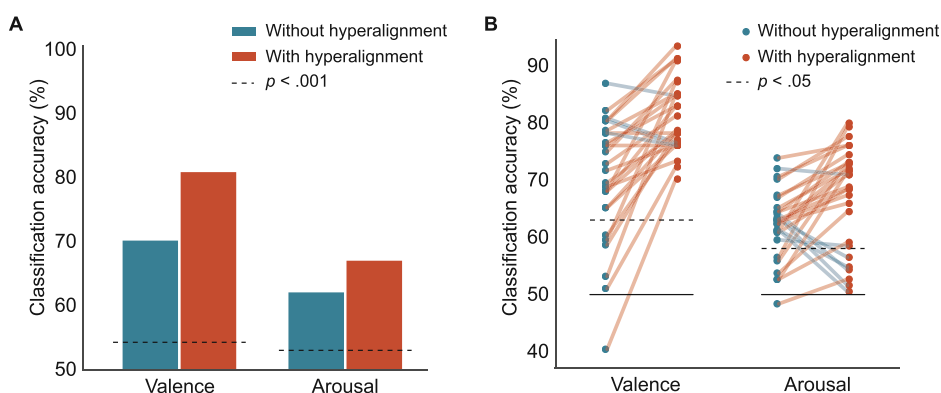 A
Without hyperalignment
With hyperalignment
p < .001
Classification accuracy (%)
100
90
80
70
60
50
Valence
Arousal
B
Without hyperalignment
With hyperalignment
p < .05
Classification accuracy (%)
90
80
70
60
50
40
Valence
Arousal